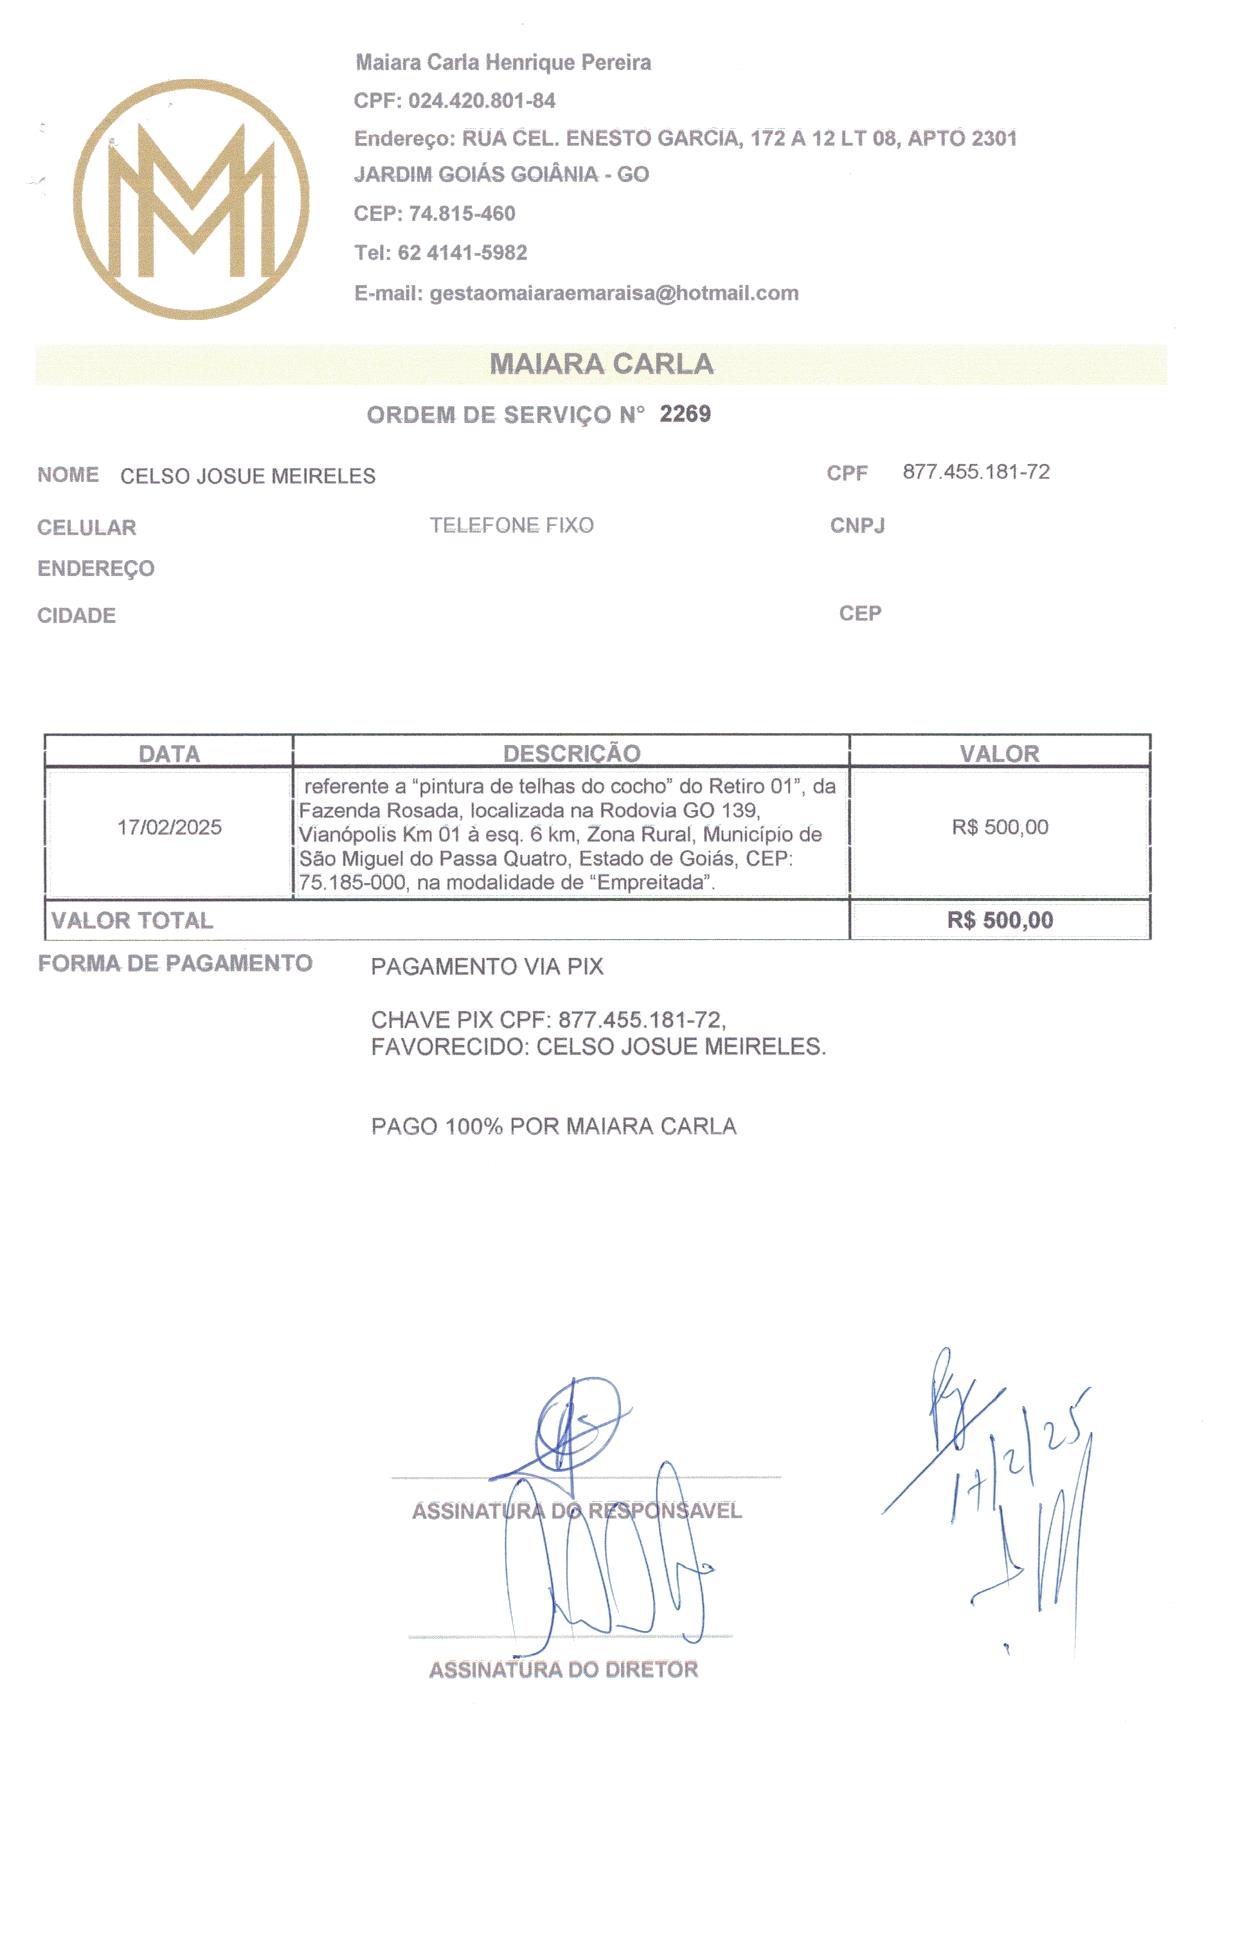 Maiara Carla Henrique Pereira
CPF: 024.420.801-84
Endereço: RUA CEL. ENESTO GARCIA, 172 A 12 LT 08, APTO 2301
JARDIM GOIÁS GOIÂNIA - GO
CEP: 74.815-460
Tel: 62 4141-5982
E-mail: gestaomaiaraemaraisa@hotmail.com
MAIARA CARLA
ORDEM DE SERVIÇO N° 2269
NOME CELSO JOSUE MEIRELES CPF 877.455.181-72
CELULAR TELEFONE FIXO CNPJ
ENDEREÇO
CIDADE CEP
DATA DESCRIÇÃO VALOR
referente a “pintura de telhas do cocho” do Retiro 01”, da
Fazenda Rosada, localizada na Rodovia GO 139,
17/02/2025 Vianópolis Km 01 à esq. 6 km, Zona Rural, Município de R$ 500,00
São Miguel do Passa Quatro, Estado de Goiás, CEP:
75.185-000, na modalidade de “Empreitada”.
VALOR TOTAL R$ 500,00
FORMA DE PAGAMENTO PAGAMENTO VIA PIX
CHAVE PIX CPF: 877.455.181-72,
FAVORECIDO: CELSO JOSUE MEIRELES.
PAGO 100% POR MAIARA CARLA
17/2/25
ASSINATURA DO RESPONSAVEL
ASSINATURA DO DIRETOR